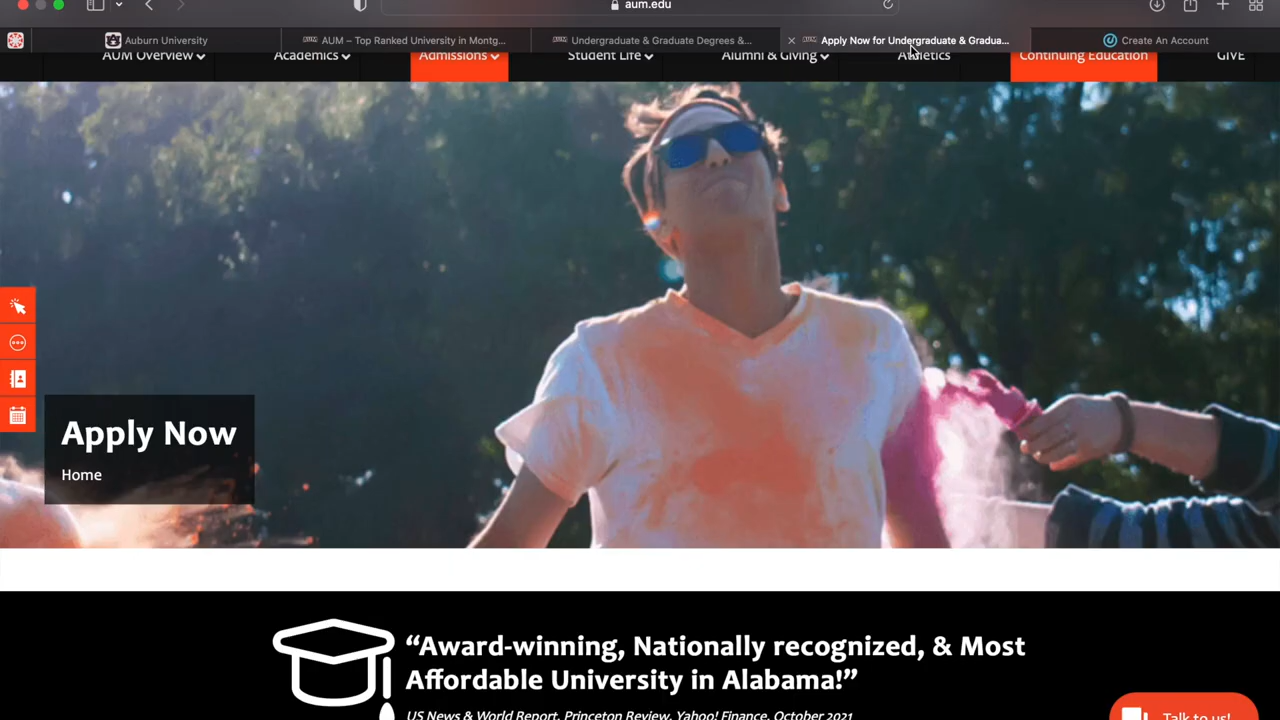 aum.edu
Auburn University
AUM – Top Ranked University in Montg...
Undergraduate & Graduate Degrees &...
Apply Now for Undergraduate & Gradua...
Create An Account
AUM Overview
Academics
Admissions
Student Life
Alumni & Giving
Athletics
Continuing Education
GIVE
Apply Now
Home
“Award-winning, Nationally recognized, & Most
Affordable University in Alabama!”
US News & World Report, Princeton Review, Yahoo! Finance, October 2021
Talk to us!